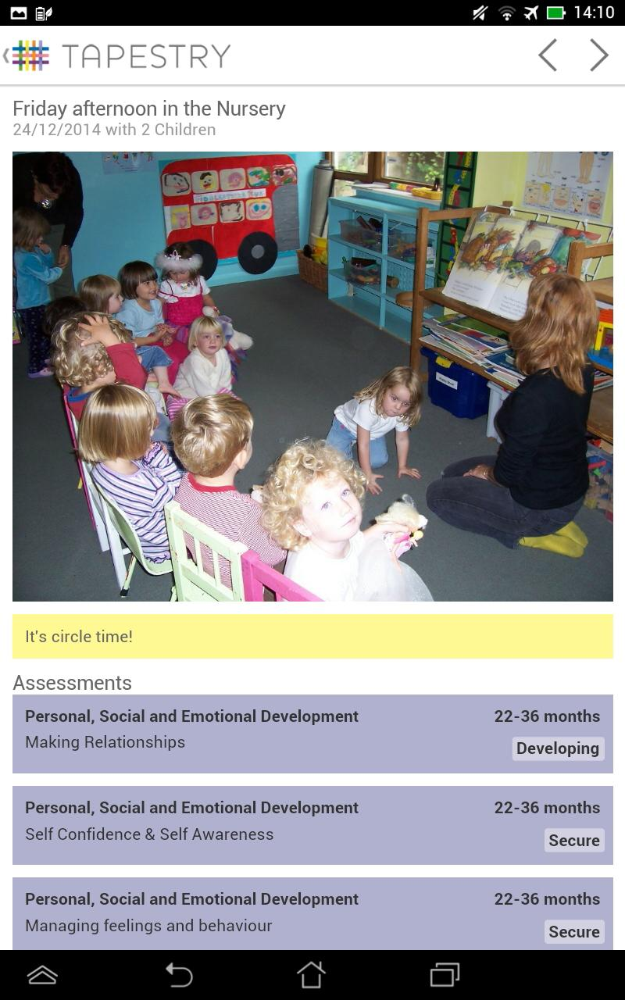 14:10
TAPESTRY
Friday afternoon in the Nursery
24/12/2014 with 2 Children
It's circle time!
Assessments
Personal, Social and Emotional Development 22-36 months
Making Relationships Developing
Personal, Social and Emotional Development 22-36 months
Self Confidence & Self Awareness Secure
Personal, Social and Emotional Development 22-36 months
Managing feelings and behaviour Secure